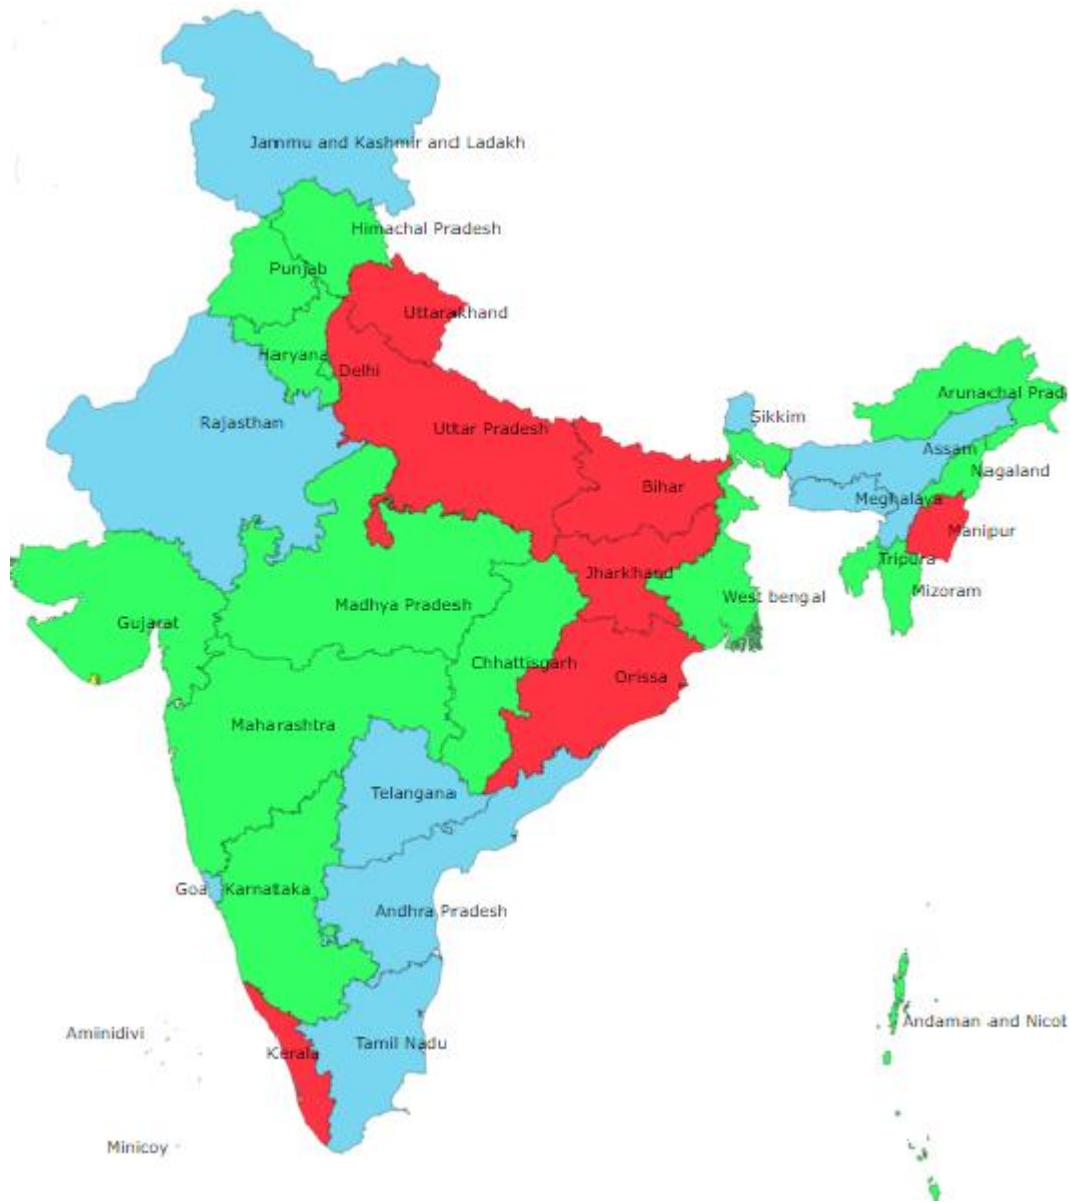 Jammu and Kashmir and Ladakh
Himachal Pradesh
Punjab
Uttarakhand
Haryana
Delhi
Arunachal Prad
Rajasthan
Uttar Pradesh
Sikkim
Assam
Nagaland
Bihar
Meghalaya
Manipur
Tripura
Jharkhand
Mizoram
West bengal
Madhya Pradesh
Gujarat
Chhattisgarh
Orissa
Maharashtra
Telangana
Goa
Karnataka
Andhra Pradesh
Andaman and Nicot
Aminidivi
Kerala
Tamil Nadu
Minicoy